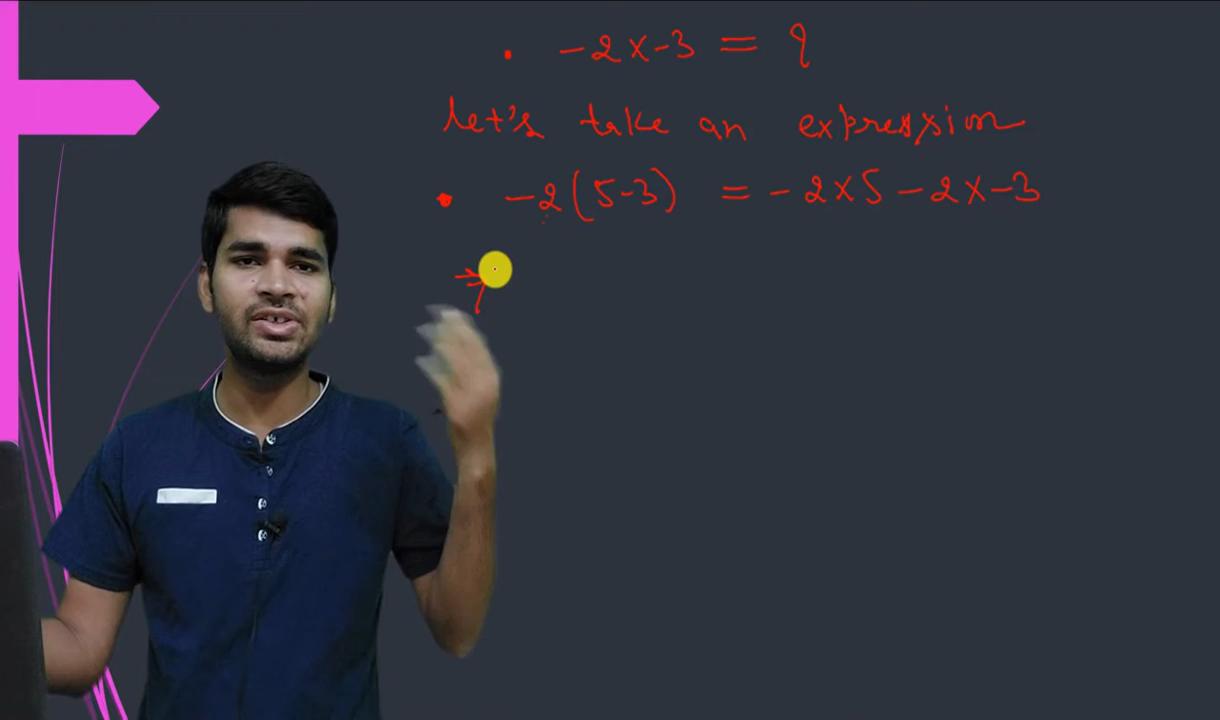 • -2x-3 = ?
let's take an expression
• -2(5-3) = -2x5-2x-3